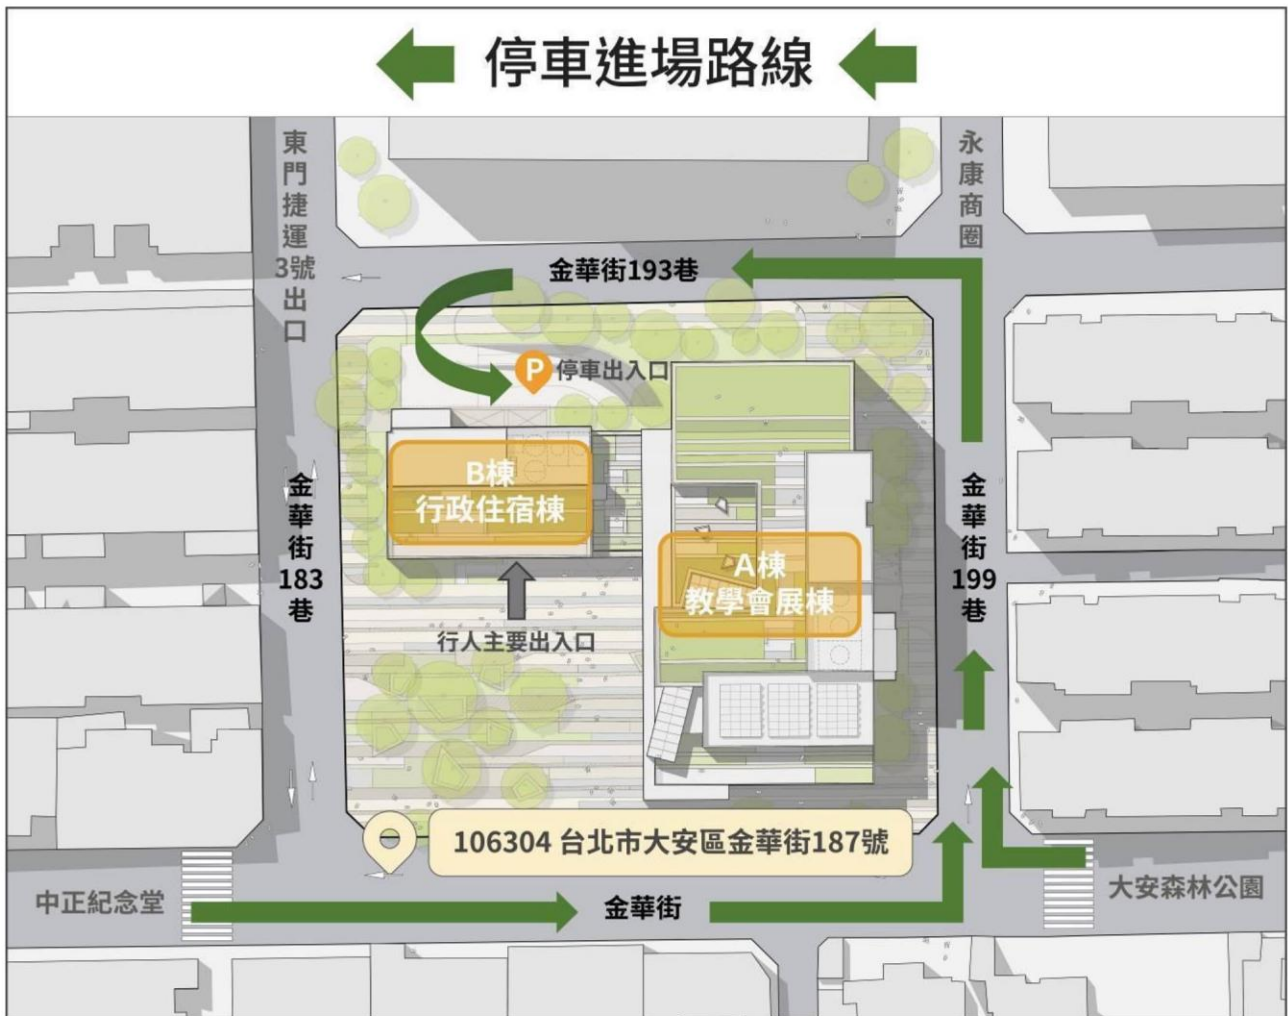 停車進場路線
東門捷運3號出口
永康商圈
金華街193巷
P 停車出入口
B棟
行政住宿棟
金華街183巷
金華街199巷
A棟
教學會展棟
行人主要出入口
106304 台北市大安區金華街187號
中正紀念堂
金華街
大安森林公園